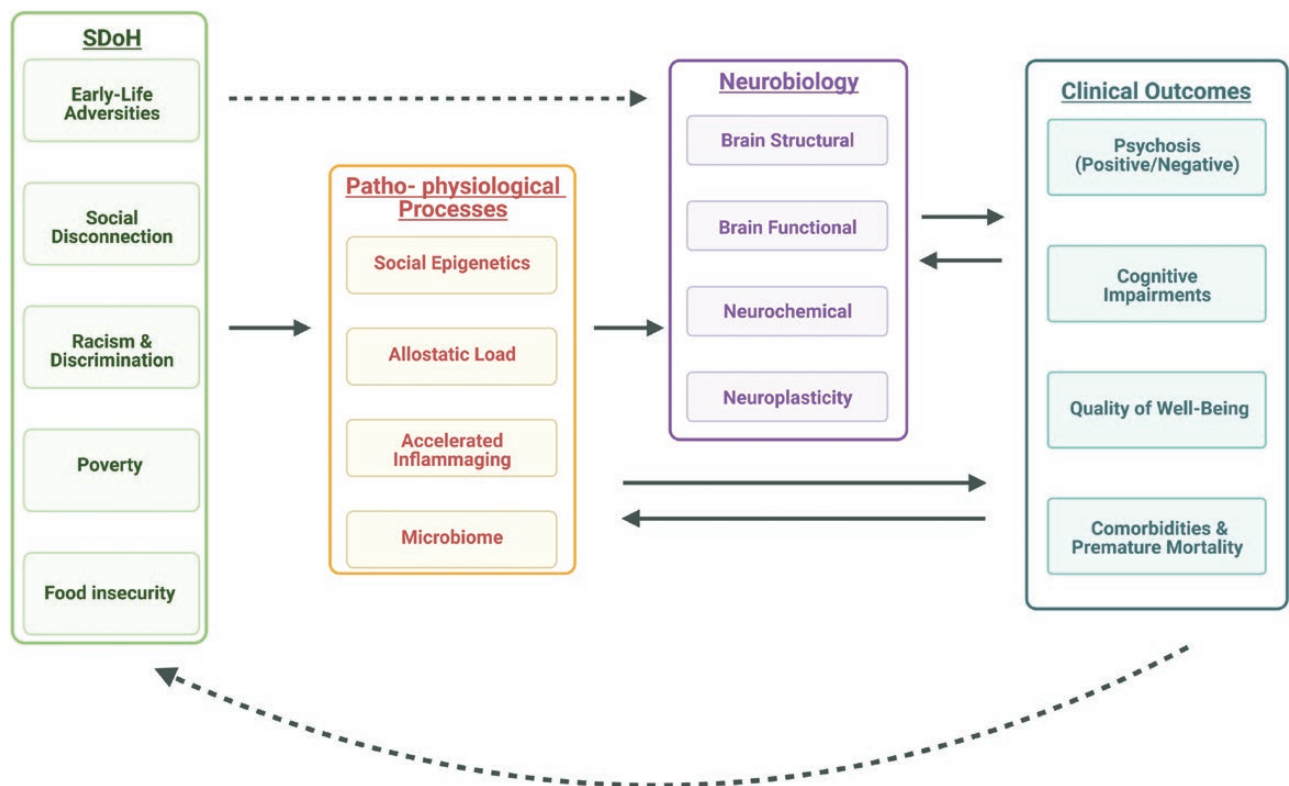 SDoH
Early-Life
Adversities
Social
Disconnection
Racism &
Discrimination
Poverty
Food insecurity
Patho- physiological
Processes
Social Epigenetics
Allostatic Load
Accelerated
Inflammaging
Microbiome
Neurobiology
Brain Structural
Brain Functional
Neurochemical
Neuroplasticity
Clinical Outcomes
Psychosis
(Positive/Negative)
Cognitive
Impairments
Quality of Well-Being
Comorbidities &
Premature Mortality